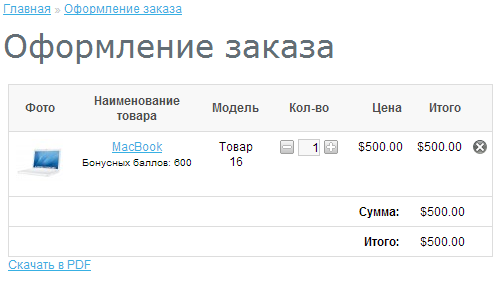 Главная » Оформление заказа
Оформление заказа
Фото Наименование товара Модель Кол-во Цена Итого
MacBook Товар 16 1 $500.00 $500.00
Бонусных баллов: 600
Сумма: $500.00
Итого: $500.00
Скачать в PDF